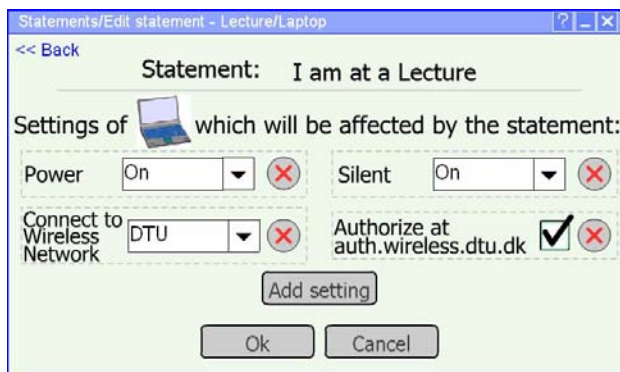 Statements/Edit statement - Lecture/Laptop
<< Back
Statement: I am at a Lecture
Settings of which will be affected by the statement:
Power On
Silent On
Connect to
Wireless
Network
DTU
Authorize at
auth.wireless.dtu.dk
Add setting
Ok Cancel